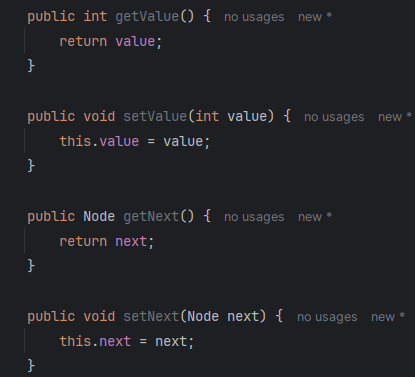 public int getValue() { no usages new *
return value;
}
public void setValue(int value) { no usages new *
this.value = value;
}
public Node getNext() { no usages new *
return next;
}
public void setNext(Node next) { no usages new *
this.next = next;
}